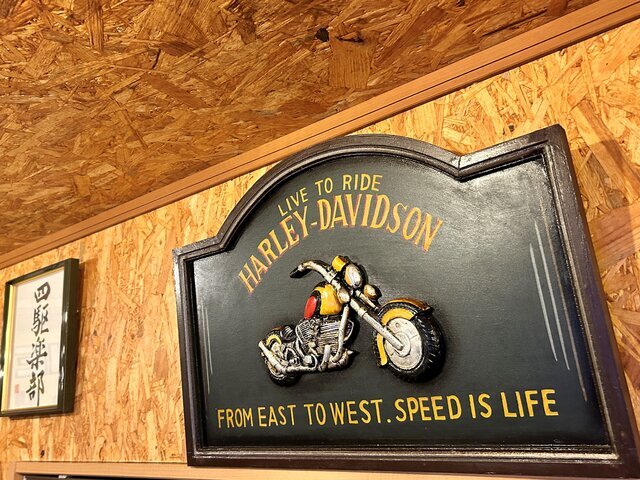 LIVE TO RIDE
HARLEY-DAVIDSON
FROM EAST TO WEST. SPEED IS LIFE
四駆楽部